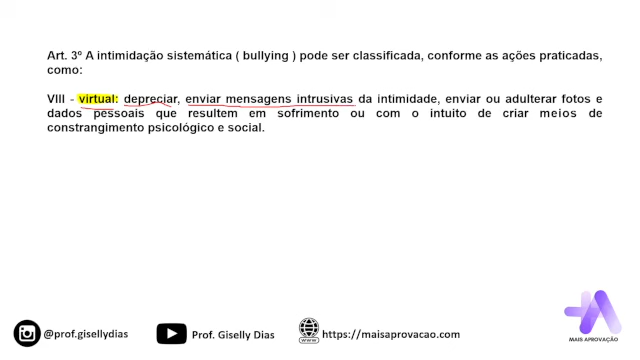 Art. 3º A intimidação sistemática ( bullying ) pode ser classificada, conforme as ações praticadas,
como:
VIII - virtual: depreciar, enviar mensagens intrusivas da intimidade, enviar ou adulterar fotos e
dados pessoais que resultem em sofrimento ou com o intuito de criar meios de
constrangimento psicológico e social.
@prof.gisellydias
Prof. Giselly Dias
WWW
https://maisaprovacao.com
MAIS APROVAÇÃO